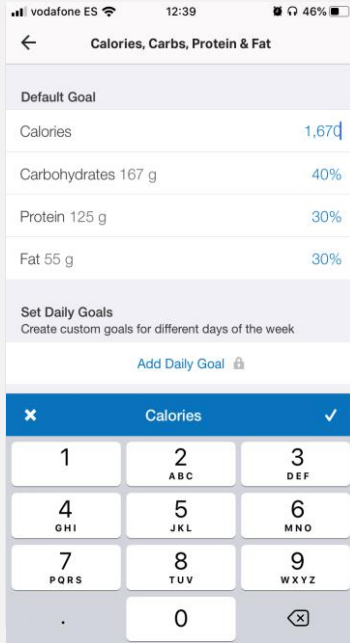 vodafone ES 12:39 46%
Calories, Carbs, Protein & Fat
Default Goal
Calories 1,670
Carbohydrates 167 g 40%
Protein 125 g 30%
Fat 55 g 30%
Set Daily Goals
Create custom goals for different days of the week
Add Daily Goal
Calories
1 2 3
ABC DEF
4 5 6
GHI JKL MNO
7 8 9
PQRS TUV WXYZ
. 0